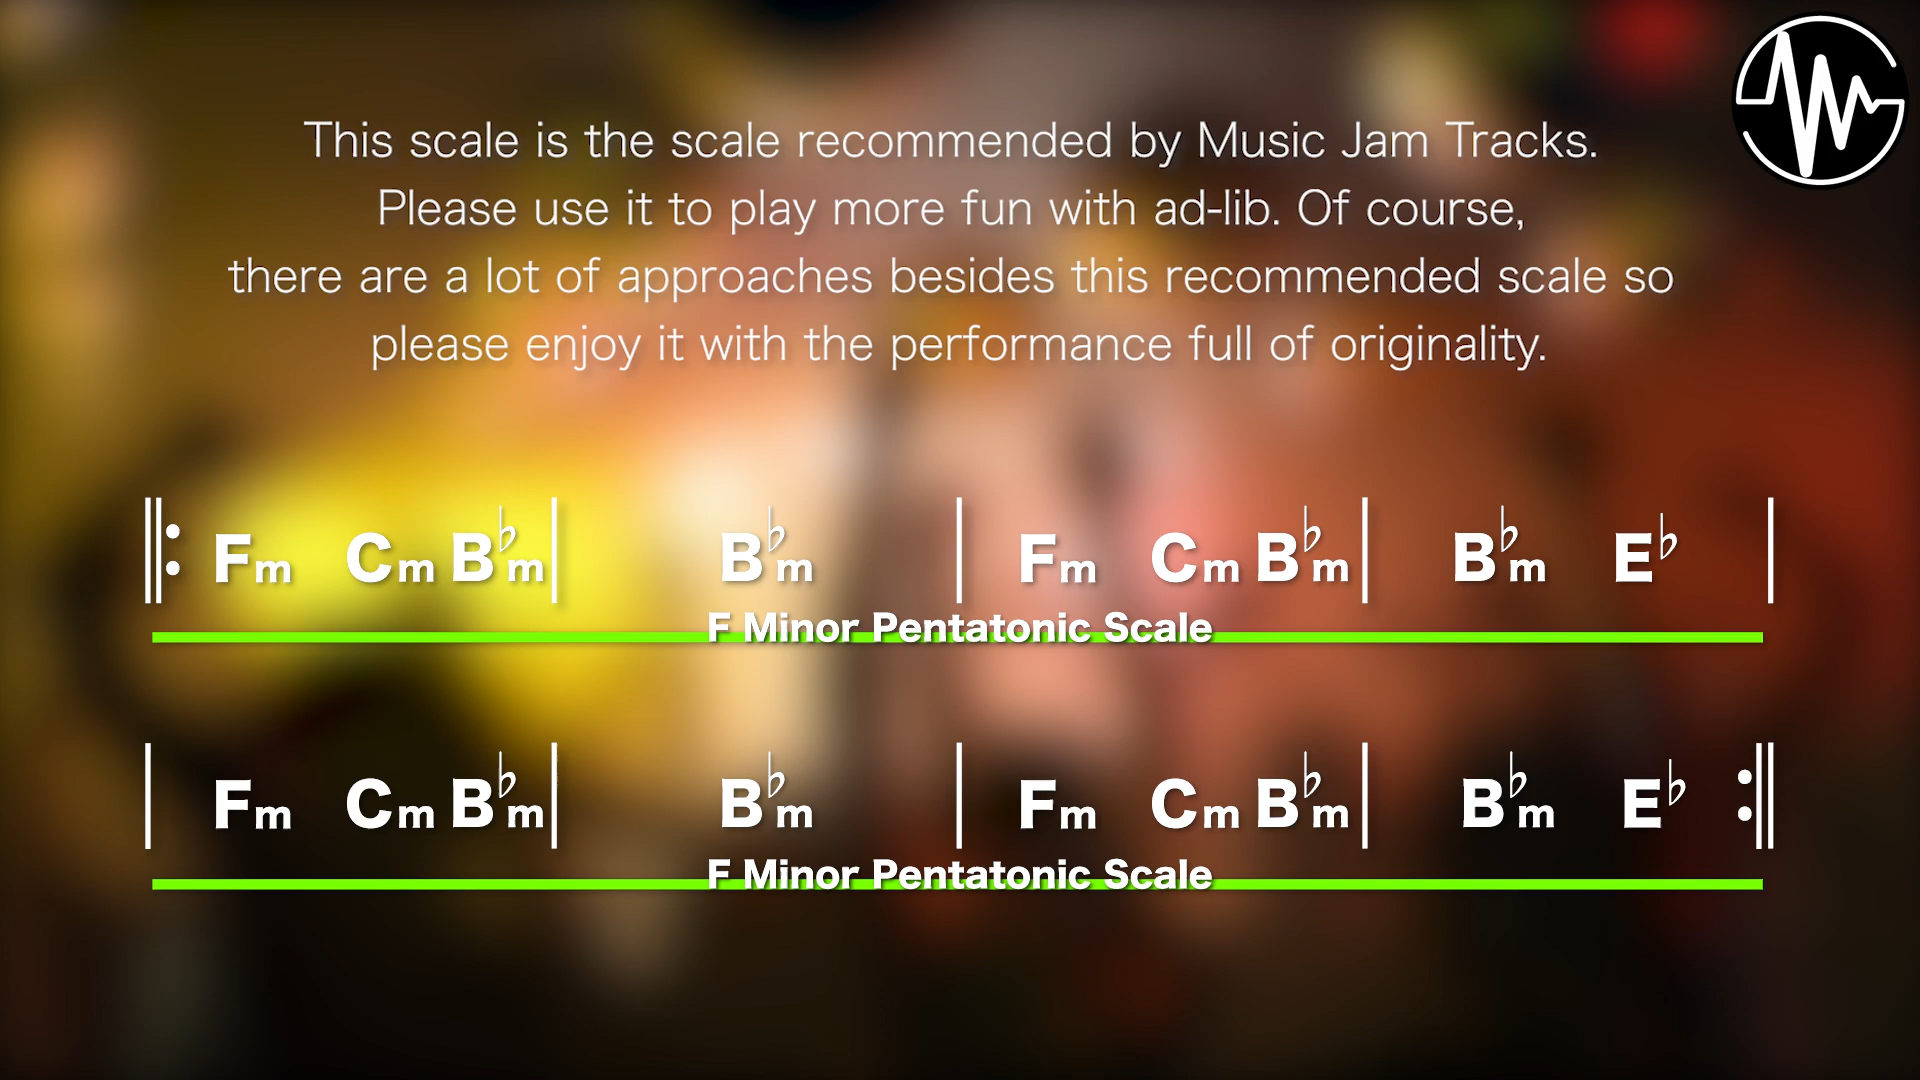 This scale is the scale recommended by Music Jam Tracks.
Please use it to play more fun with ad-lib. Of course,
there are a lot of approaches besides this recommended scale so
please enjoy it with the performance full of originality.
Fm Cm B♭m B♭m Fm Cm B♭m B♭m E♭
F Minor Pentatonic Scale
Fm Cm B♭m B♭m Fm Cm B♭m B♭m E♭
F Minor Pentatonic Scale